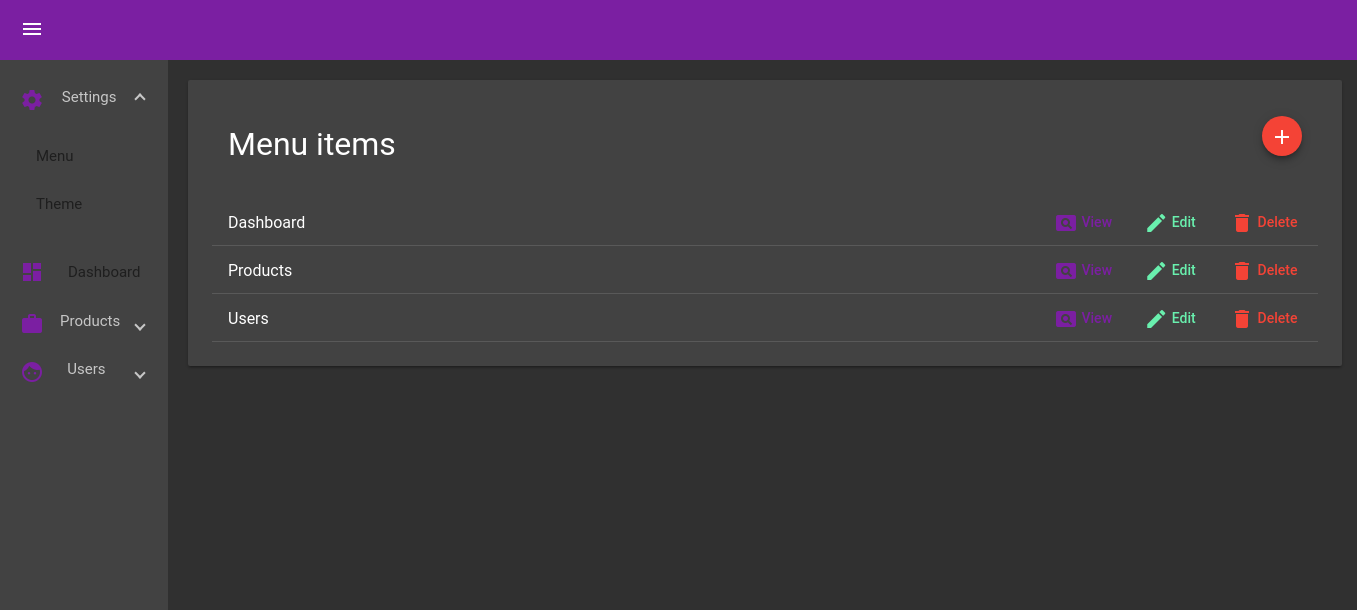 Settings
Menu
Theme
Dashboard
Products
Users
Menu items
Dashboard View Edit Delete
Products View Edit Delete
Users View Edit Delete